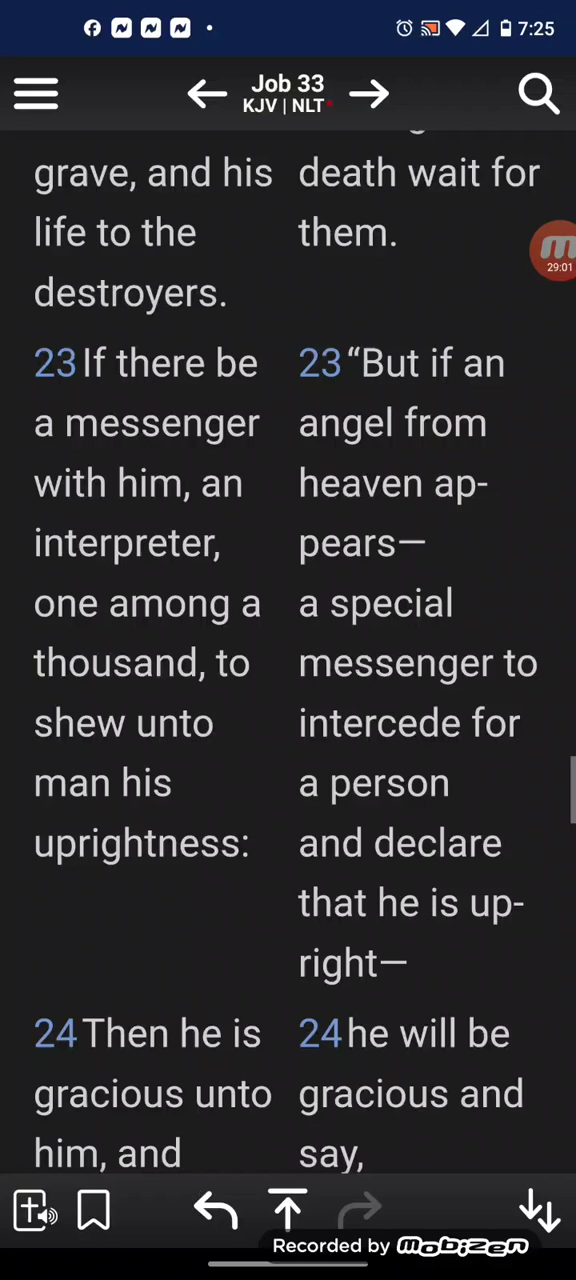 7:25
Job 33
KJV | NLT
29:01
grave, and his
life to the
destroyers.
23 If there be
a messenger
with him, an
interpreter,
one among a
thousand, to
shew unto
man his
uprightness:
24 Then he is
gracious unto
him, and
death wait for
them.
23 “But if an
angel from
heaven ap-
pears—
a special
messenger to
intercede for
a person
and declare
that he is up-
right—
24 he will be
gracious and
say,
Recorded by mobizen